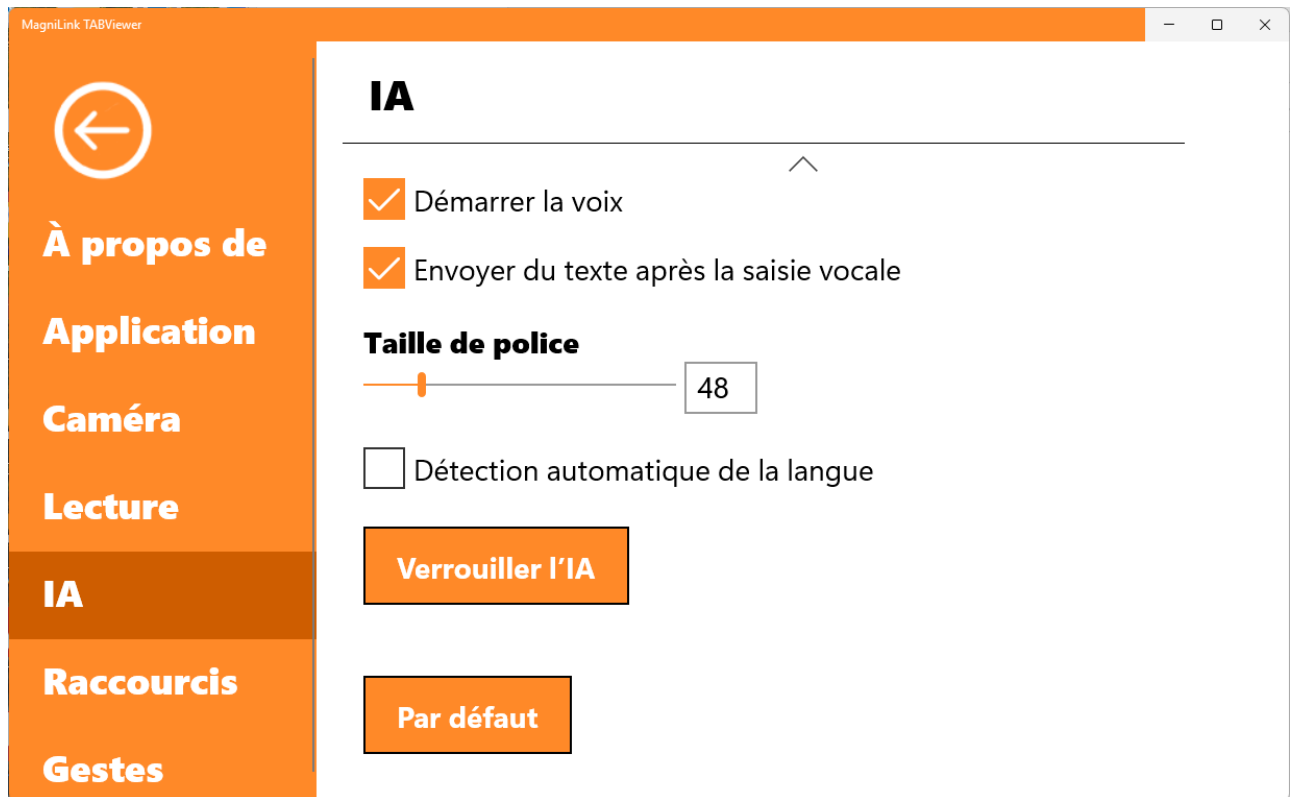 MagniLink TABViewer
À propos de
Application
Caméra
Lecture
IA
Raccourcis
Gestes
IA
Démarrer la voix
Envoyer du texte après la saisie vocale
Taille de police
48
Détection automatique de la langue
Verrouiller l’IA
Par défaut